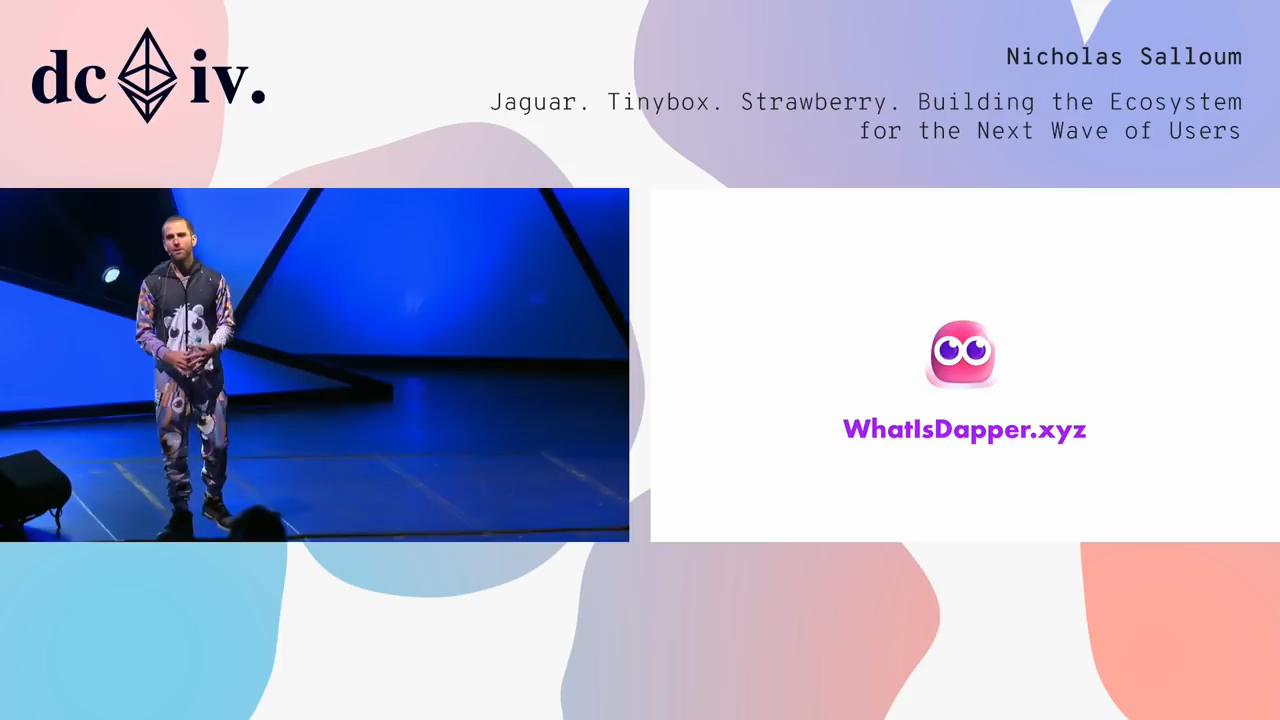 dc iv.
Nicholas Salloum
Jaguar. Tinybox. Strawberry. Building the Ecosystem
for the Next Wave of Users
WhatIsDapper.xyz